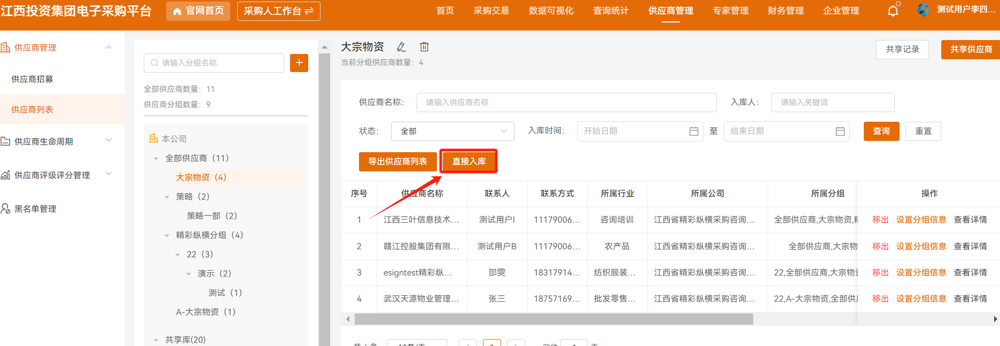 江西投资集团电子采购平台
官网首页
采购人工作台
首页
采购交易
数据可视化
查询统计
供应商管理
专家管理
财务管理
企业管理
测试用户李四...
供应商管理
供应商招募
供应商列表
供应商生命周期
供应商评级评分管理
黑名单管理
请输入分组名称
全部供应商数量：11
供应商分组数量：9
本公司
全部供应商（11）
大宗物资（4）
策略（2）
策略一部（2）
精彩纵横分组（4）
22（3）
演示（2）
测试（1）
A-大宗物资（1）
共享库(20)
大宗物资
当前分组供应商数量：4
共享记录
共享供应商
供应商名称：
请输入供应商名称
入库人：
请输入关键词
状态：
全部
入库时间：
开始日期
至
结束日期
查询
重置
导出供应商列表
直接入库
序号 供应商名称 联系人 联系方式 所属行业 所属公司 所属分组 操作
1 江西三叶信息技术... 测试用户I 11179006... 咨询培训 江西省精彩纵横采购咨询... 全部供应商,大宗物资, 移出 设置分组信息 查看详情
2 赣江控股集团有限... 测试用户B 11179006... 农产品 江西省精彩纵横采购咨询... 全部供应商,大宗物 移出 设置分组信息 查看详情
3 esigntest精彩纵... 邵雯 18317914... 纺织服装... 江西省精彩纵横采购咨询... 22,全部供应商,大宗物 移出 设置分组信息 查看详情
4 武汉天源物业管理... 张三 18757169... 批发零售... 江西省精彩纵横采购咨询... 22,A-大宗物资,全部供 移出 设置分组信息 查看详情